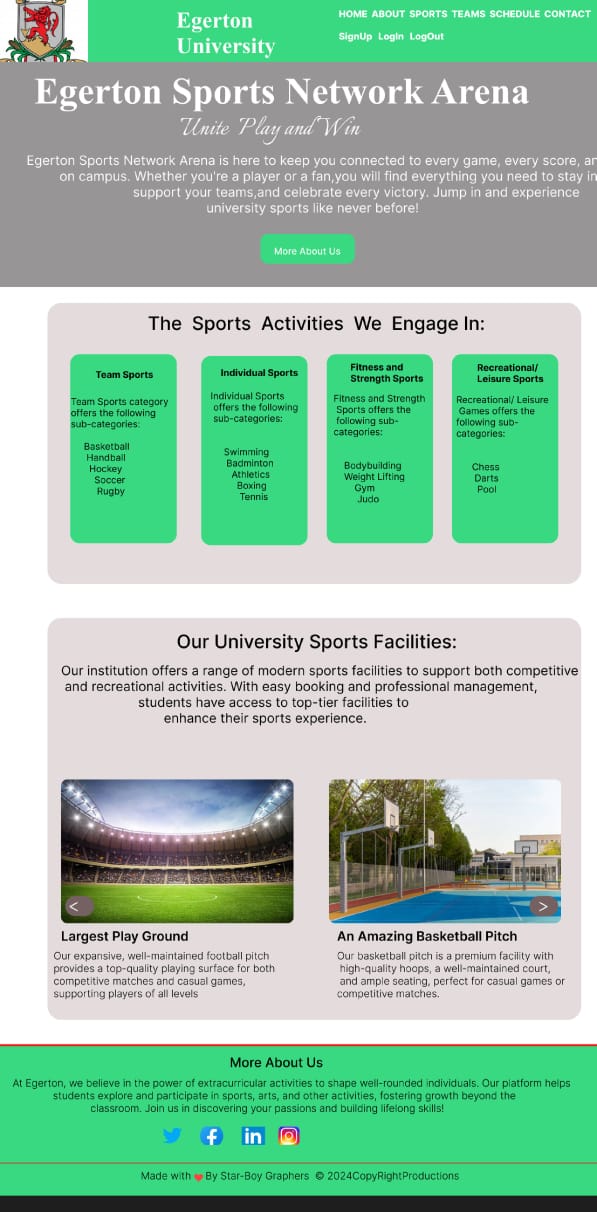 Egerton
University
HOME ABOUT SPORTS TEAMS SCHEDULE CONTACT
SignUp LogIn LogOut
Egerton Sports Network Arena
Unite Play and Win
Egerton Sports Network Arena is here to keep you connected to every game, every score, an
on campus. Whether you're a player or a fan,you will find everything you need to stay in
support your teams,and celebrate every victory. Jump in and experience
university sports like never before!
More About Us
The Sports Activities We Engage In:
Team Sports
Team Sports category
offers the following
sub-categories:
Basketball
Handball
Hockey
Soccer
Rugby
Individual Sports
Individual Sports
offers the following
sub-categories:
Swimming
Badminton
Athletics
Boxing
Tennis
Fitness and
Strength Sports
Fitness and Strength
Sports offers the
following sub-
categories:
Bodybuilding
Weight Lifting
Gym
Judo
Recreational/
Leisure Sports
Recreational/ Leisure
Games offers the
following sub-
categories:
Chess
Darts
Pool
Our University Sports Facilities:
Our institution offers a range of modern sports facilities to support both competitive
and recreational activities. With easy booking and professional management,
students have access to top-tier facilities to
enhance their sports experience.
<
>
Largest Play Ground
Our expansive, well-maintained football pitch
provides a top-quality playing surface for both
competitive matches and casual games,
supporting players of all levels
An Amazing Basketball Pitch
Our basketball pitch is a premium facility with
high-quality hoops, a well-maintained court,
and ample seating, perfect for casual games or
competitive matches.
More About Us
At Egerton, we believe in the power of extracurricular activities to shape well-rounded individuals. Our platform helps
students explore and participate in sports, arts, and other activities, fostering growth beyond the
classroom. Join us in discovering your passions and building lifelong skills!
Made with ❤ By Star-Boy Graphers © 2024CopyRightProductions